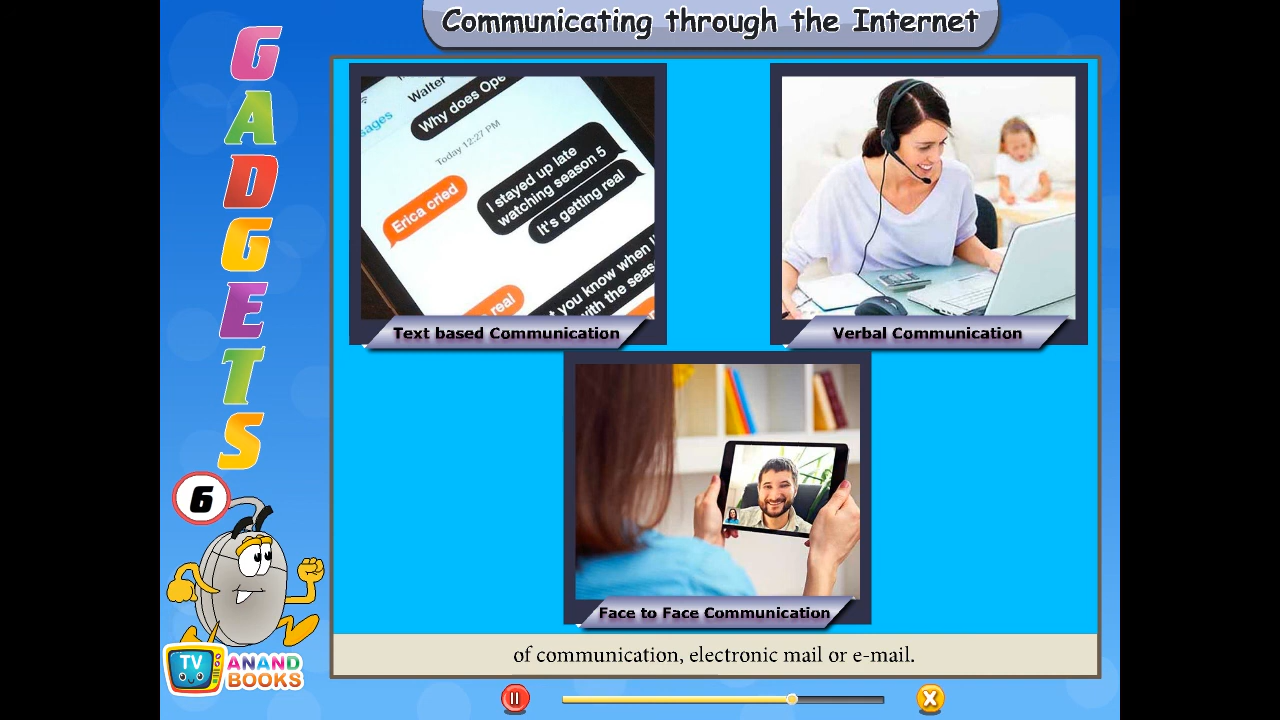 Communicating through the Internet
GADGETS
6
Walter
Why does Ope
sages
Today 12:27 PM
I stayed up late
watching season 5
Erica cried
It's getting real
real
t you know when I
with the seas
Text based Communication
Verbal Communication
Face to Face Communication
of communication, electronic mail or e-mail.
TV
ANAND
BOOKS